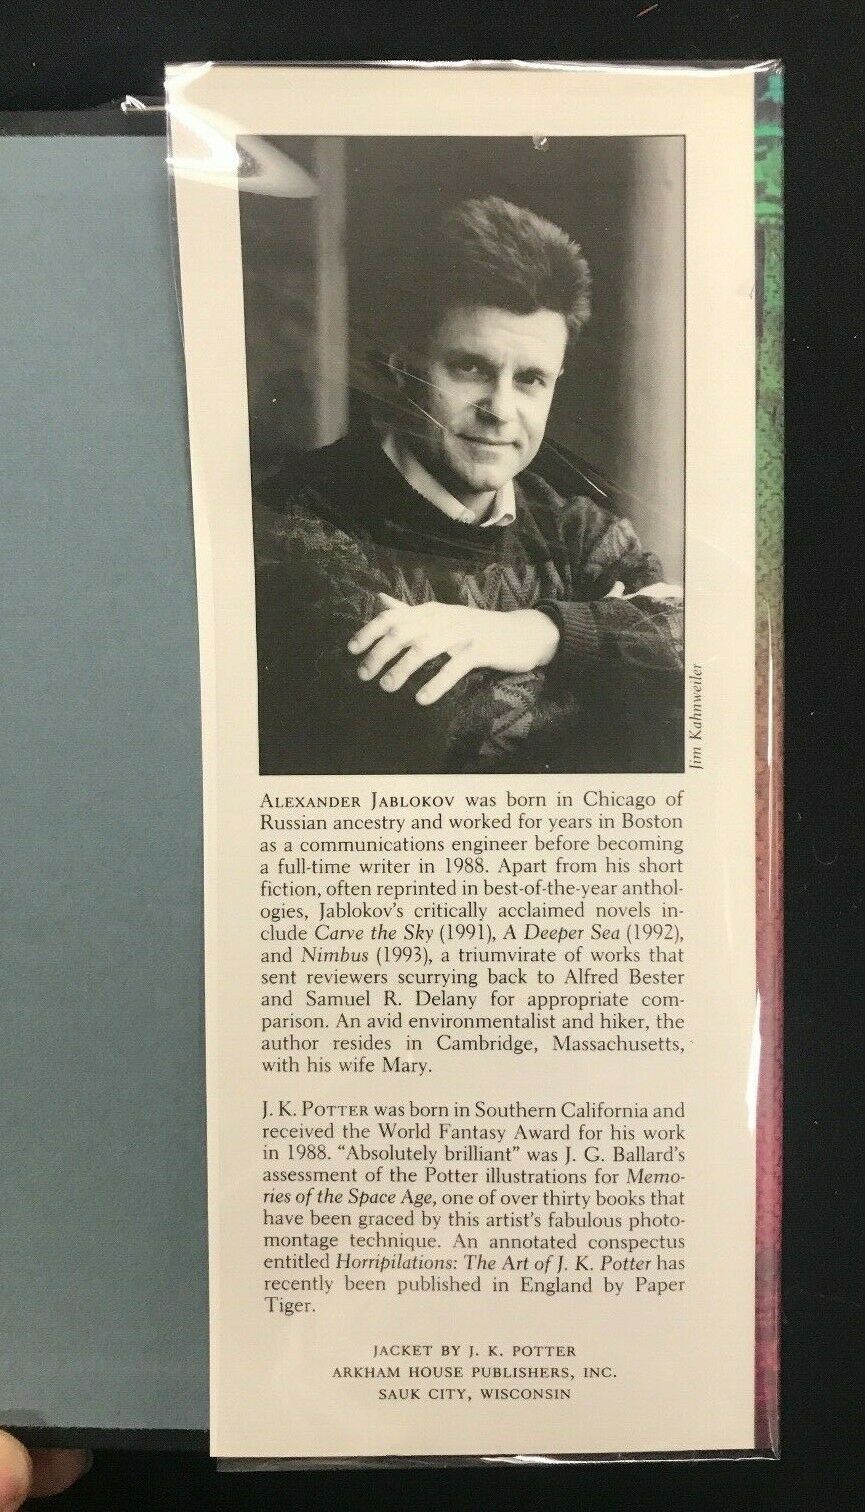 Jim Kahnweiler
ALEXANDER JABLOKOV was born in Chicago of
Russian ancestry and worked for years in Boston
as a communications engineer before becoming
a full-time writer in 1988. Apart from his short
fiction, often reprinted in best-of-the-year anthol-
ogies, Jablokov's critically acclaimed novels in-
clude Carve the Sky (1991), A Deeper Sea (1992),
and Nimbus (1993), a triumvirate of works that
sent reviewers scurrying back to Alfred Bester
and Samuel R. Delany for appropriate com-
parison. An avid environmentalist and hiker, the
author resides in Cambridge, Massachusetts,
with his wife Mary.
J. K. POTTER was born in Southern California and
received the World Fantasy Award for his work
in 1988. "Absolutely brilliant" was J. G. Ballard's
assessment of the Potter illustrations for Memo-
ries of the Space Age, one of over thirty books that
have been graced by this artist's fabulous photo-
montage technique. An annotated conspectus
entitled Horripilations: The Art of J. K. Potter has
recently been published in England by Paper
Tiger.
JACKET BY J. K. POTTER
ARKHAM HOUSE PUBLISHERS, INC.
SAUK CITY, WISCONSIN